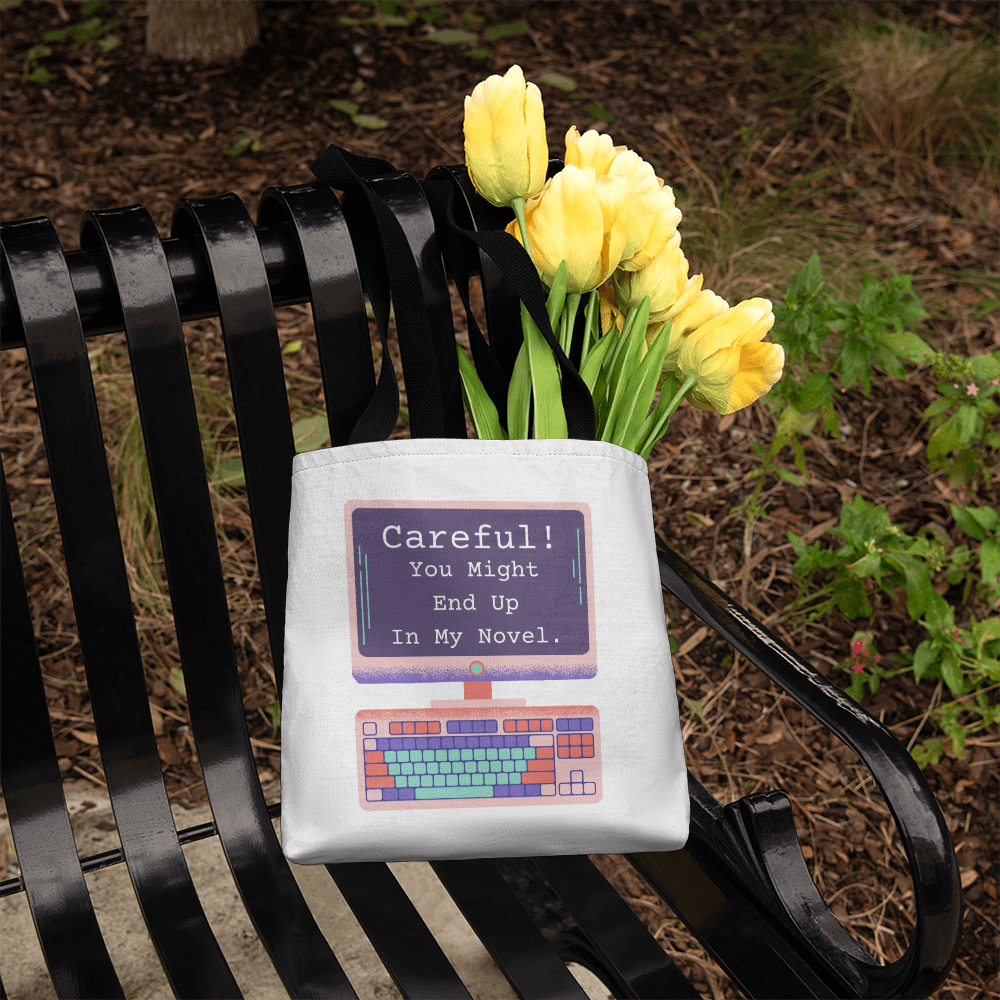 Careful!
You Might
End Up
In My Novel.